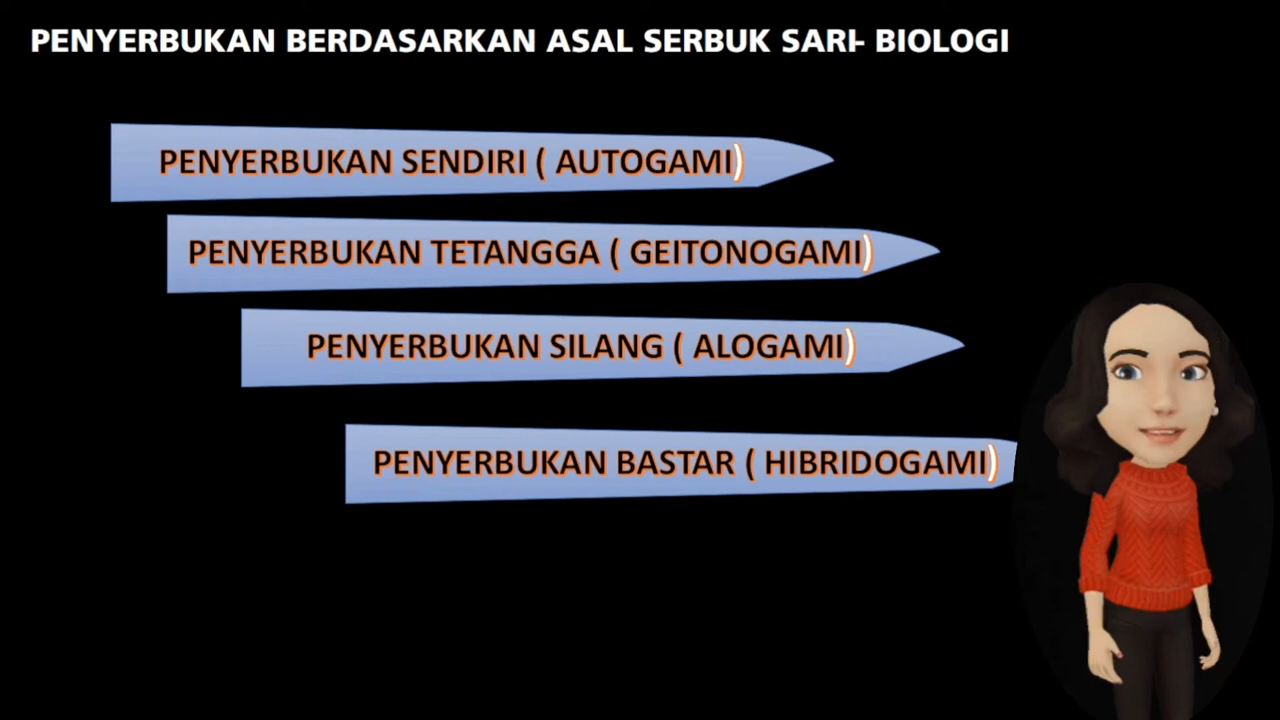 PENYERBUKAN BERDASARKAN ASAL SERBUK SARI- BIOLOGI
PENYERBUKAN SENDIRI ( AUTOGAMI)
PENYERBUKAN TETANGGA ( GEITONOGAMI)
PENYERBUKAN SILANG ( ALOGAMI)
PENYERBUKAN BASTAR ( HIBRIDOGAMI)